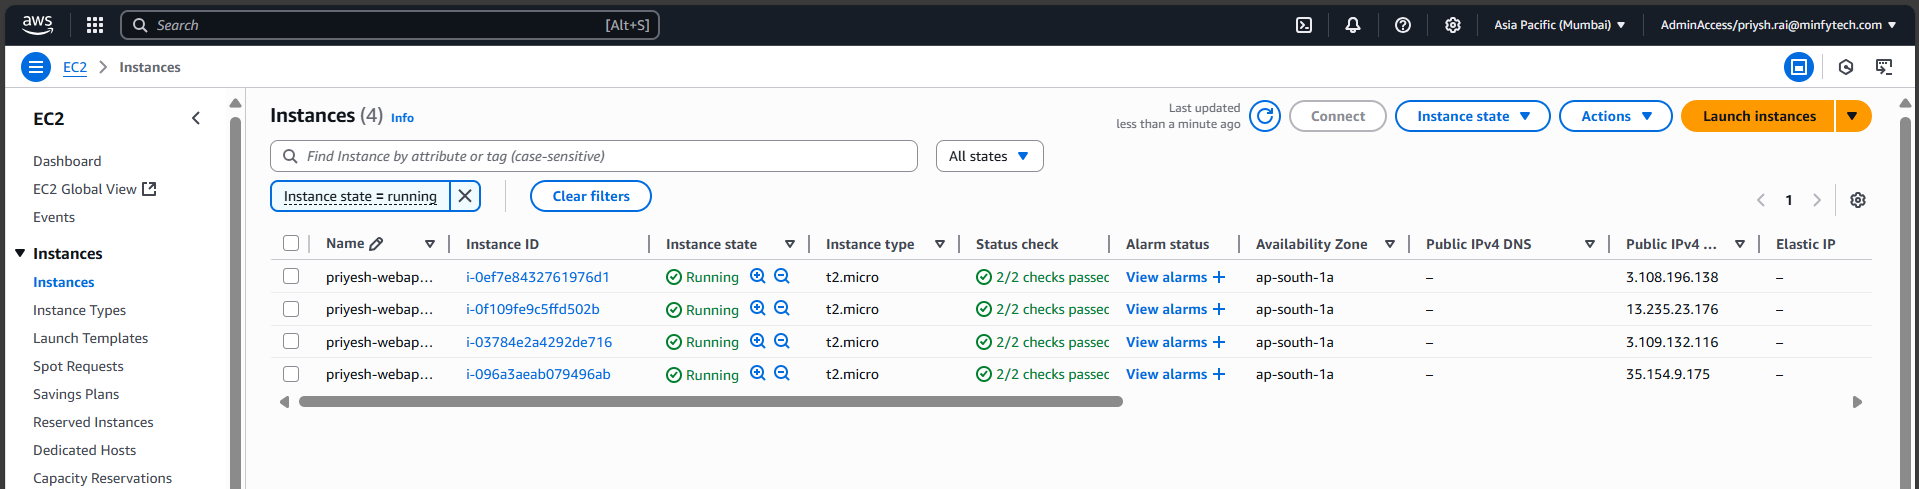 aws Search [Alt+S] Asia Pacific (Mumbai) AdminAccess/priysh.rai@minfytech.com
EC2 Instances
EC2
Dashboard
EC2 Global View
Events
Instances
Instances
Instance Types
Launch Templates
Spot Requests
Savings Plans
Reserved Instances
Dedicated Hosts
Capacity Reservations
Instances (4) Info
Last updated
less than a minute ago
Connect Instance state Actions Launch instances
Find Instance by attribute or tag (case-sensitive) All states
Instance state = running Clear filters 1
Name Instance ID Instance state Instance type Status check Alarm status Availability Zone Public IPv4 DNS Public IPv4 ... Elastic IP
priyesh-webap... i-0ef7e8432761976d1 Running t2.micro 2/2 checks passec View alarms + ap-south-1a – 3.108.196.138 –
priyesh-webap... i-0f109fe9c5ffd502b Running t2.micro 2/2 checks passec View alarms + ap-south-1a – 13.235.23.176 –
priyesh-webap... i-03784e2a4292de716 Running t2.micro 2/2 checks passec View alarms + ap-south-1a – 3.109.132.116 –
priyesh-webap... i-096a3aeab079496ab Running t2.micro 2/2 checks passec View alarms + ap-south-1a – 35.154.9.175 –